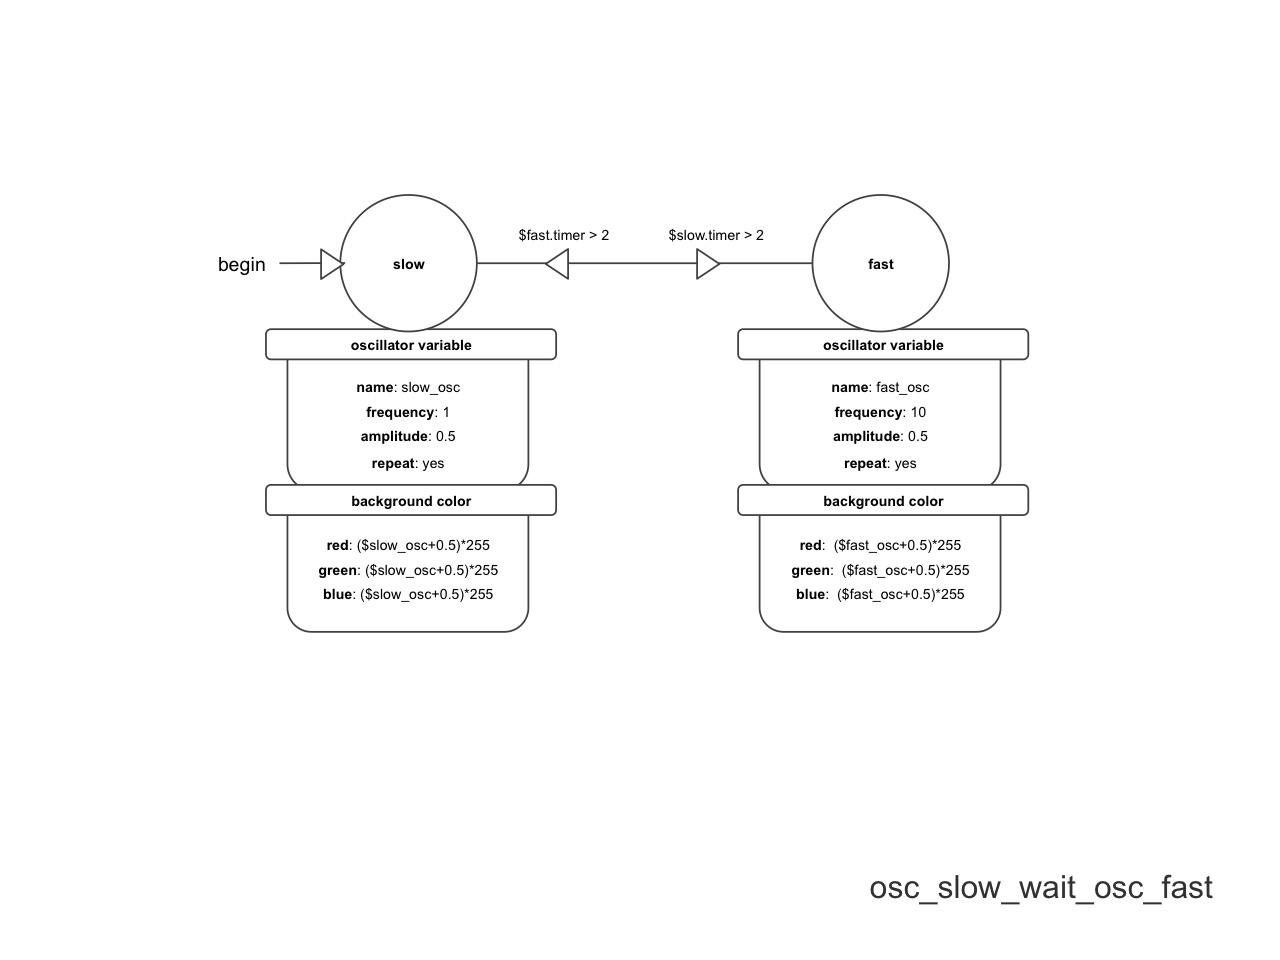 $fast.timer > 2
$slow.timer > 2
begin
slow
fast
oscillator variable
name: slow_osc
frequency: 1
amplitude: 0.5
repeat: yes
background color
red: ($slow_osc+0.5)*255
green: ($slow_osc+0.5)*255
blue: ($slow_osc+0.5)*255
oscillator variable
name: fast_osc
frequency: 10
amplitude: 0.5
repeat: yes
background color
red:  ($fast_osc+0.5)*255
green:  ($fast_osc+0.5)*255
blue:  ($fast_osc+0.5)*255
osc_slow_wait_osc_fast